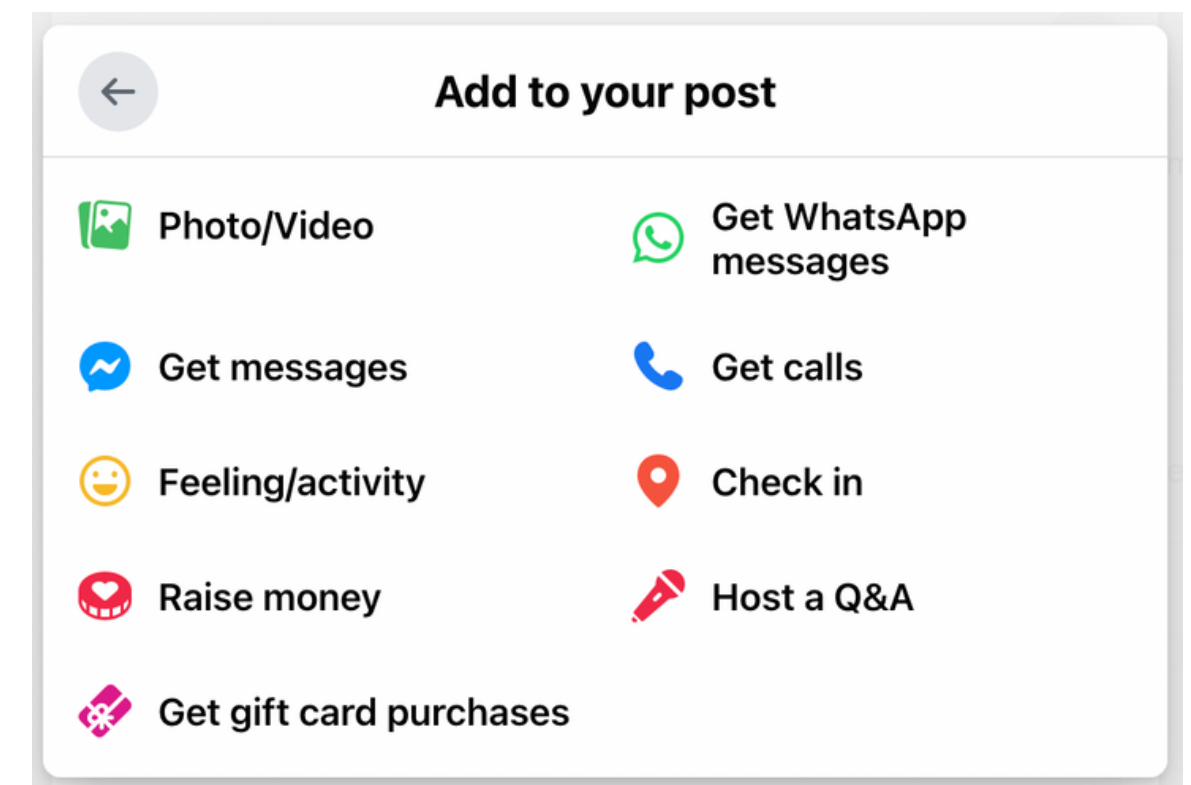 Add to your post
Photo/Video
Get WhatsApp
messages
Get messages
Get calls
Feeling/activity
Check in
Raise money
Host a Q&A
Get gift card purchases